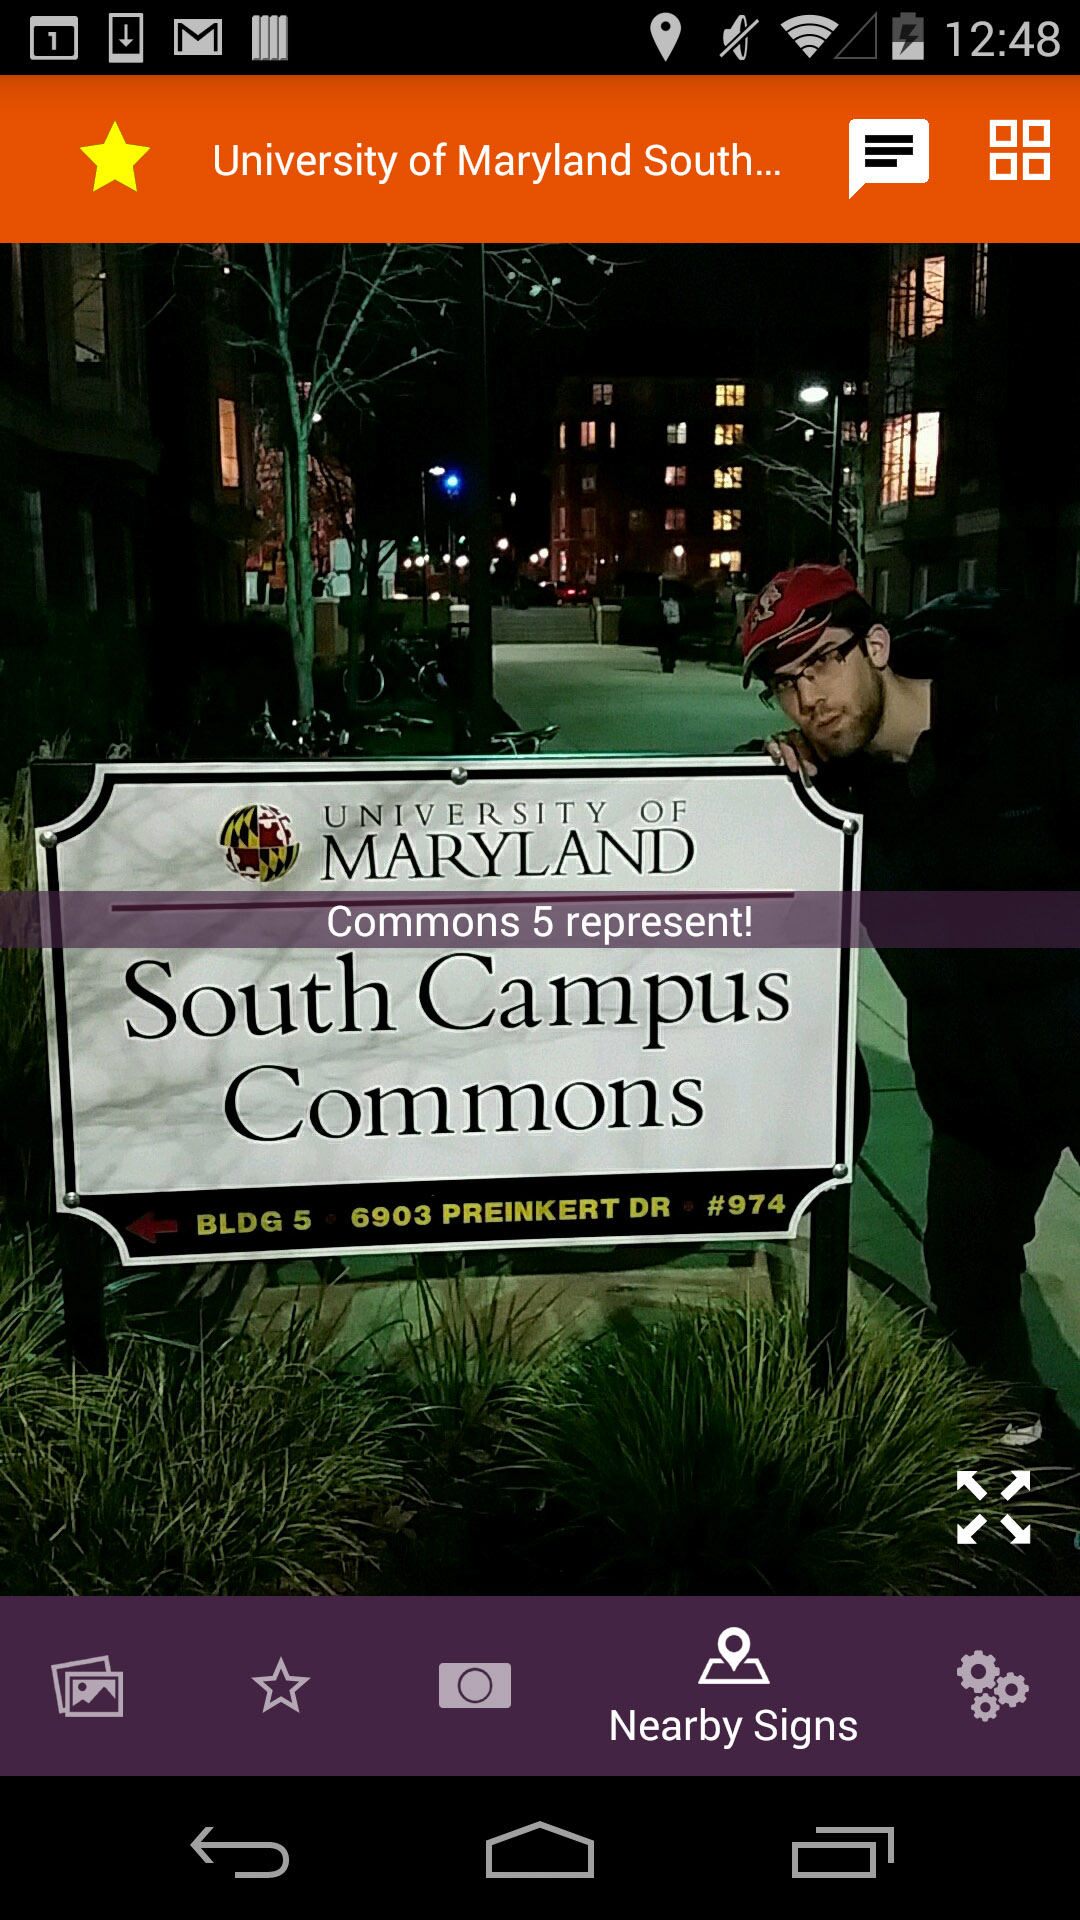 1
12:48
University of Maryland South...
UNIVERSITY OF
MARYLAND
Commons 5 represent!
South Campus
Commons
BLDG 5 • 6903 PREINKERT DR • #974
Nearby Signs